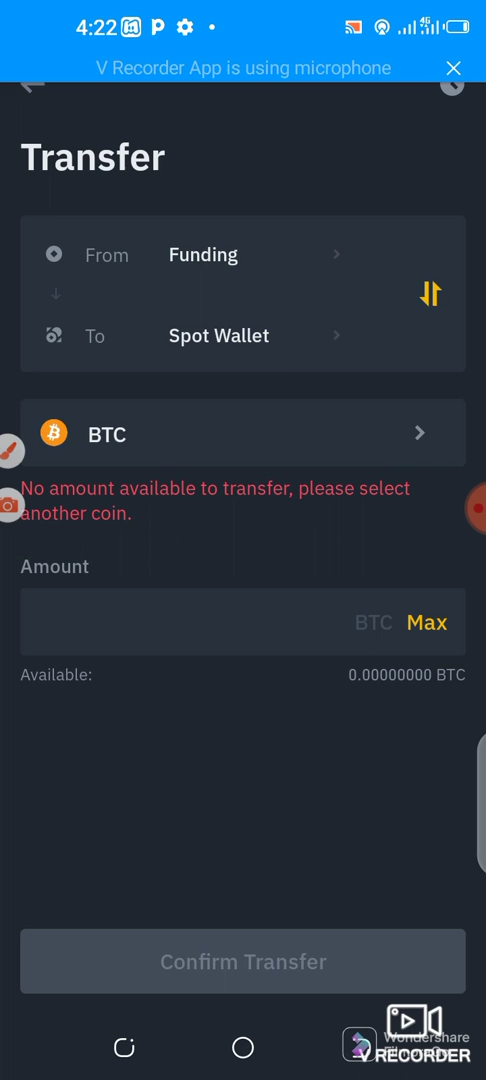 4:22
4G
V Recorder App is using microphone
Transfer
From Funding
To Spot Wallet
BTC
No amount available to transfer, please select
another coin.
Amount
BTC Max
Available: 0.00000000 BTC
Confirm Transfer
Wondershare
V RECORDER